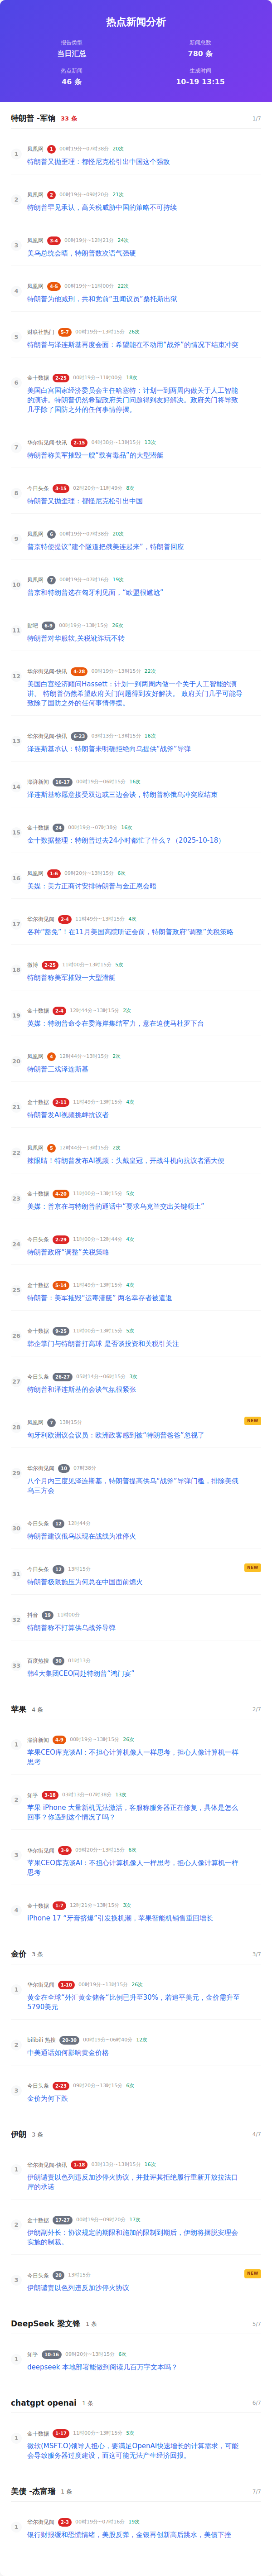 热点新闻分析
报告类型
当日汇总
新闻总数
780 条
热点新闻
46 条
生成时间
10-19 13:15
特朗普 -军饷 33 条 1/7
1
凤凰网 1 00时19分~07时38分 20次
特朗普又抛歪理：都怪尼克松引出中国这个强敌
2
凤凰网 2 00时19分~09时20分 21次
特朗普罕见承认，高关税威胁中国的策略不可持续
3
凤凰网 3-4 00时19分~12时21分 24次
美乌总统会晤，特朗普数次语气强硬
4
凤凰网 4-5 00时19分~11时00分 22次
特朗普为他减刑，共和党前“丑闻议员”桑托斯出狱
5
财联社热门 5-7 00时19分~13时15分 26次
特朗普与泽连斯基再度会面：希望能在不动用“战斧”的情况下结束冲突
6
金十数据 2-25 00时19分~11时00分 18次
美国白宫国家经济委员会主任哈塞特：计划一到两周内做关于人工智能
的演讲。特朗普仍然希望政府关门问题得到友好解决。政府关门将导致
几乎除了国防之外的任何事情停摆。
7
华尔街见闻-快讯 2-15 04时38分~13时15分 13次
特朗普称美军摧毁一艘“载有毒品”的大型潜艇
8
今日头条 3-15 02时20分~11时49分 8次
特朗普又抛歪理：都怪尼克松引出中国
9
凤凰网 6 00时19分~07时38分 20次
普京特使提议“建个隧道把俄美连起来”，特朗普回应
10
凤凰网 7 00时19分~07时16分 19次
普京和特朗普选在匈牙利见面，“欧盟很尴尬”
11
贴吧 6-8 00时19分~13时15分 26次
特朗普对华服软,关税讹诈玩不转
12
华尔街见闻-快讯 4-28 00时19分~13时15分 22次
美国白宫经济顾问Hassett：计划一到两周内做一个关于人工智能的演
讲。 特朗普仍然希望政府关门问题得到友好解决。 政府关门几乎可能导
致除了国防之外的任何事情停摆。
13
华尔街见闻-快讯 6-23 03时13分~13时15分 16次
泽连斯基承认：特朗普未明确拒绝向乌提供“战斧”导弹
14
澎湃新闻 16-17 00时19分~06时15分 16次
泽连斯基称愿意接受双边或三边会谈，特朗普称俄乌冲突应结束
15
金十数据 24 00时19分~07时38分 16次
金十数据整理：特朗普过去24小时都忙了什么？（2025-10-18）
16
凤凰网 1-6 08时20分~13时15分 6次
美媒：美方正商讨安排特朗普与金正恩会晤
17
华尔街见闻 2-4 11时49分~13时15分 4次
各种“豁免”！在11月美国高院听证会前，特朗普政府“调整”关税策略
18
微博 2-25 11时00分~13时15分 5次
特朗普称美军摧毁一大型潜艇
19
金十数据 2-4 12时44分~13时15分 2次
英媒：特朗普命令在委海岸集结军力，意在迫使马杜罗下台
20
凤凰网 4 12时44分~13时15分 2次
特朗普三戏泽连斯基
21
金十数据 2-11 11时49分~13时15分 4次
特朗普发AI视频挑衅抗议者
22
凤凰网 5 12时44分~13时15分 2次
辣眼睛！特朗普发布AI视频：头戴皇冠，开战斗机向抗议者洒大便
23
金十数据 4-20 11时00分~13时15分 5次
美媒：普京在与特朗普的通话中“要求乌克兰交出关键领土”
24
今日头条 2-29 11时00分~12时44分 4次
特朗普政府“调整”关税策略
25
金十数据 5-14 11时49分~13时15分 4次
特朗普：美军摧毁“运毒潜艇” 两名幸存者被遣返
26
金十数据 9-25 11时00分~13时15分 5次
韩企掌门与特朗普打高球 是否谈投资和关税引关注
27
今日头条 26-27 05时14分~06时15分 3次
特朗普和泽连斯基的会谈气氛很紧张
28
凤凰网 7 13时15分 NEW
匈牙利欧洲议会议员：欧洲政客感到被“特朗普爸爸”忽视了
29
华尔街见闻 10 07时38分
八个月内三度见泽连斯基，特朗普提高供乌“战斧”导弹门槛，排除美俄
乌三方会
30
今日头条 12 12时44分
特朗普建议俄乌以现在战线为准停火
31
今日头条 12 13时15分 NEW
特朗普极限施压为何总在中国面前熄火
32
抖音 19 11时00分
特朗普称不打算供乌战斧导弹
33
百度热搜 30 01时13分
韩4大集团CEO同赴特朗普“鸿门宴”
苹果 4 条 2/7
1
澎湃新闻 4-9 00时19分~13时15分 26次
苹果CEO库克谈AI：不担心计算机像人一样思考，担心人像计算机一样
思考
2
知乎 3-18 03时13分~07时38分 13次
苹果 iPhone 大量新机无法激活，客服称服务器正在修复，具体是怎么
回事？你遇到这个情况了吗？
3
华尔街见闻 3-9 09时20分~13时15分 6次
苹果CEO库克谈AI：不担心计算机像人一样思考，担心人像计算机一样
思考
4
金十数据 1-7 12时21分~13时15分 3次
iPhone 17 “牙膏挤爆”引发换机潮，苹果智能机销售重回增长
金价 3 条 3/7
1
华尔街见闻 1-10 00时19分~13时15分 26次
黄金在全球“外汇黄金储备”比例已升至30%，若追平美元，金价需升至
5790美元
2
bilibili 热搜 20-30 00时19分~06时40分 12次
中美通话如何影响黄金价格
3
今日头条 2-23 09时20分~13时15分 6次
金价为何下跌
伊朗 3 条 4/7
1
华尔街见闻-快讯 1-18 03时13分~13时15分 16次
伊朗谴责以色列违反加沙停火协议，并批评其拒绝履行重新开放拉法口
岸的承诺
2
金十数据 17-27 00时19分~09时20分 17次
伊朗副外长：协议规定的期限和施加的限制到期后，伊朗将摆脱安理会
实施的制裁。
3
今日头条 20 13时15分 NEW
伊朗谴责以色列违反加沙停火协议
DeepSeek 梁文锋 1 条 5/7
1
知乎 10-16 09时20分~13时15分 6次
deepseek 本地部署能做到阅读几百万字文本吗？
chatgpt openai 1 条 6/7
1
金十数据 1-17 11时00分~13时15分 5次
微软(MSFT.O)领导人担心，要满足OpenAI快速增长的计算需求，可能
会导致服务器过度建设，而这可能无法产生经济回报。
美债 -杰富瑞 1 条 7/7
1
华尔街见闻 2-3 00时19分~07时16分 19次
银行财报缓和恐慌情绪，美股反弹，金银再创新高后跳水，美债下挫